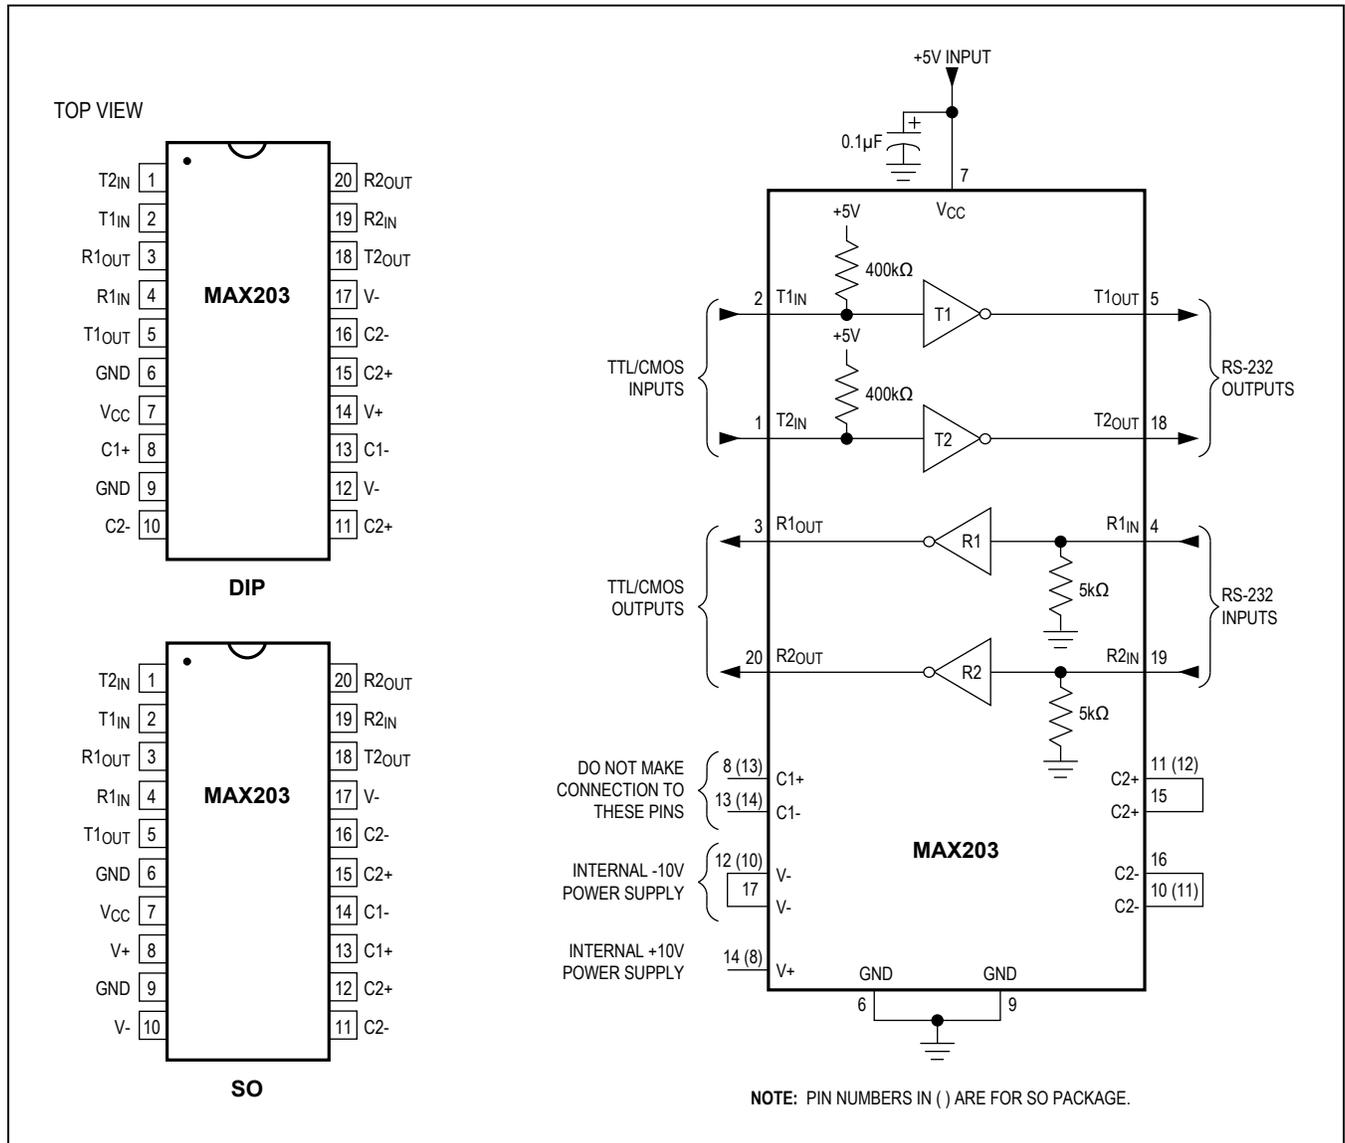 TOP VIEW
T2IN 1
T1IN 2
R1OUT 3
R1IN 4
T1OUT 5
GND 6
VCC 7
C1+ 8
GND 9
C2- 10
MAX203
20 R2OUT
19 R2IN
18 T2OUT
17 V-
16 C2-
15 C2+
14 V+
13 C1-
12 V-
11 C2+
DIP
T2IN 1
T1IN 2
R1OUT 3
R1IN 4
T1OUT 5
GND 6
VCC 7
V+ 8
GND 9
V- 10
MAX203
20 R2OUT
19 R2IN
18 T2OUT
17 V-
16 C2-
15 C2+
14 C1-
13 C1+
12 C2+
11 C2-
SO
+5V INPUT
+
0.1µF
7
VCC
+5V
400kΩ
2 T1IN
T1
T1OUT 5
+5V
400kΩ
TTL/CMOS
INPUTS
RS-232
OUTPUTS
1 T2IN
T2
T2OUT 18
3 R1OUT
R1
R1IN 4
5kΩ
TTL/CMOS
OUTPUTS
RS-232
INPUTS
20 R2OUT
R2
R2IN 19
5kΩ
DO NOT MAKE
CONNECTION TO
THESE PINS
8 (13)
C1+
13 (14)
C1-
11 (12)
C2+
15
C2+
MAX203
INTERNAL -10V
POWER SUPPLY
12 (10)
V-
17
V-
16
C2-
10 (11)
C2-
INTERNAL +10V
POWER SUPPLY
14 (8)
V+
GND
GND
6
9
NOTE: PIN NUMBERS IN ( ) ARE FOR SO PACKAGE.